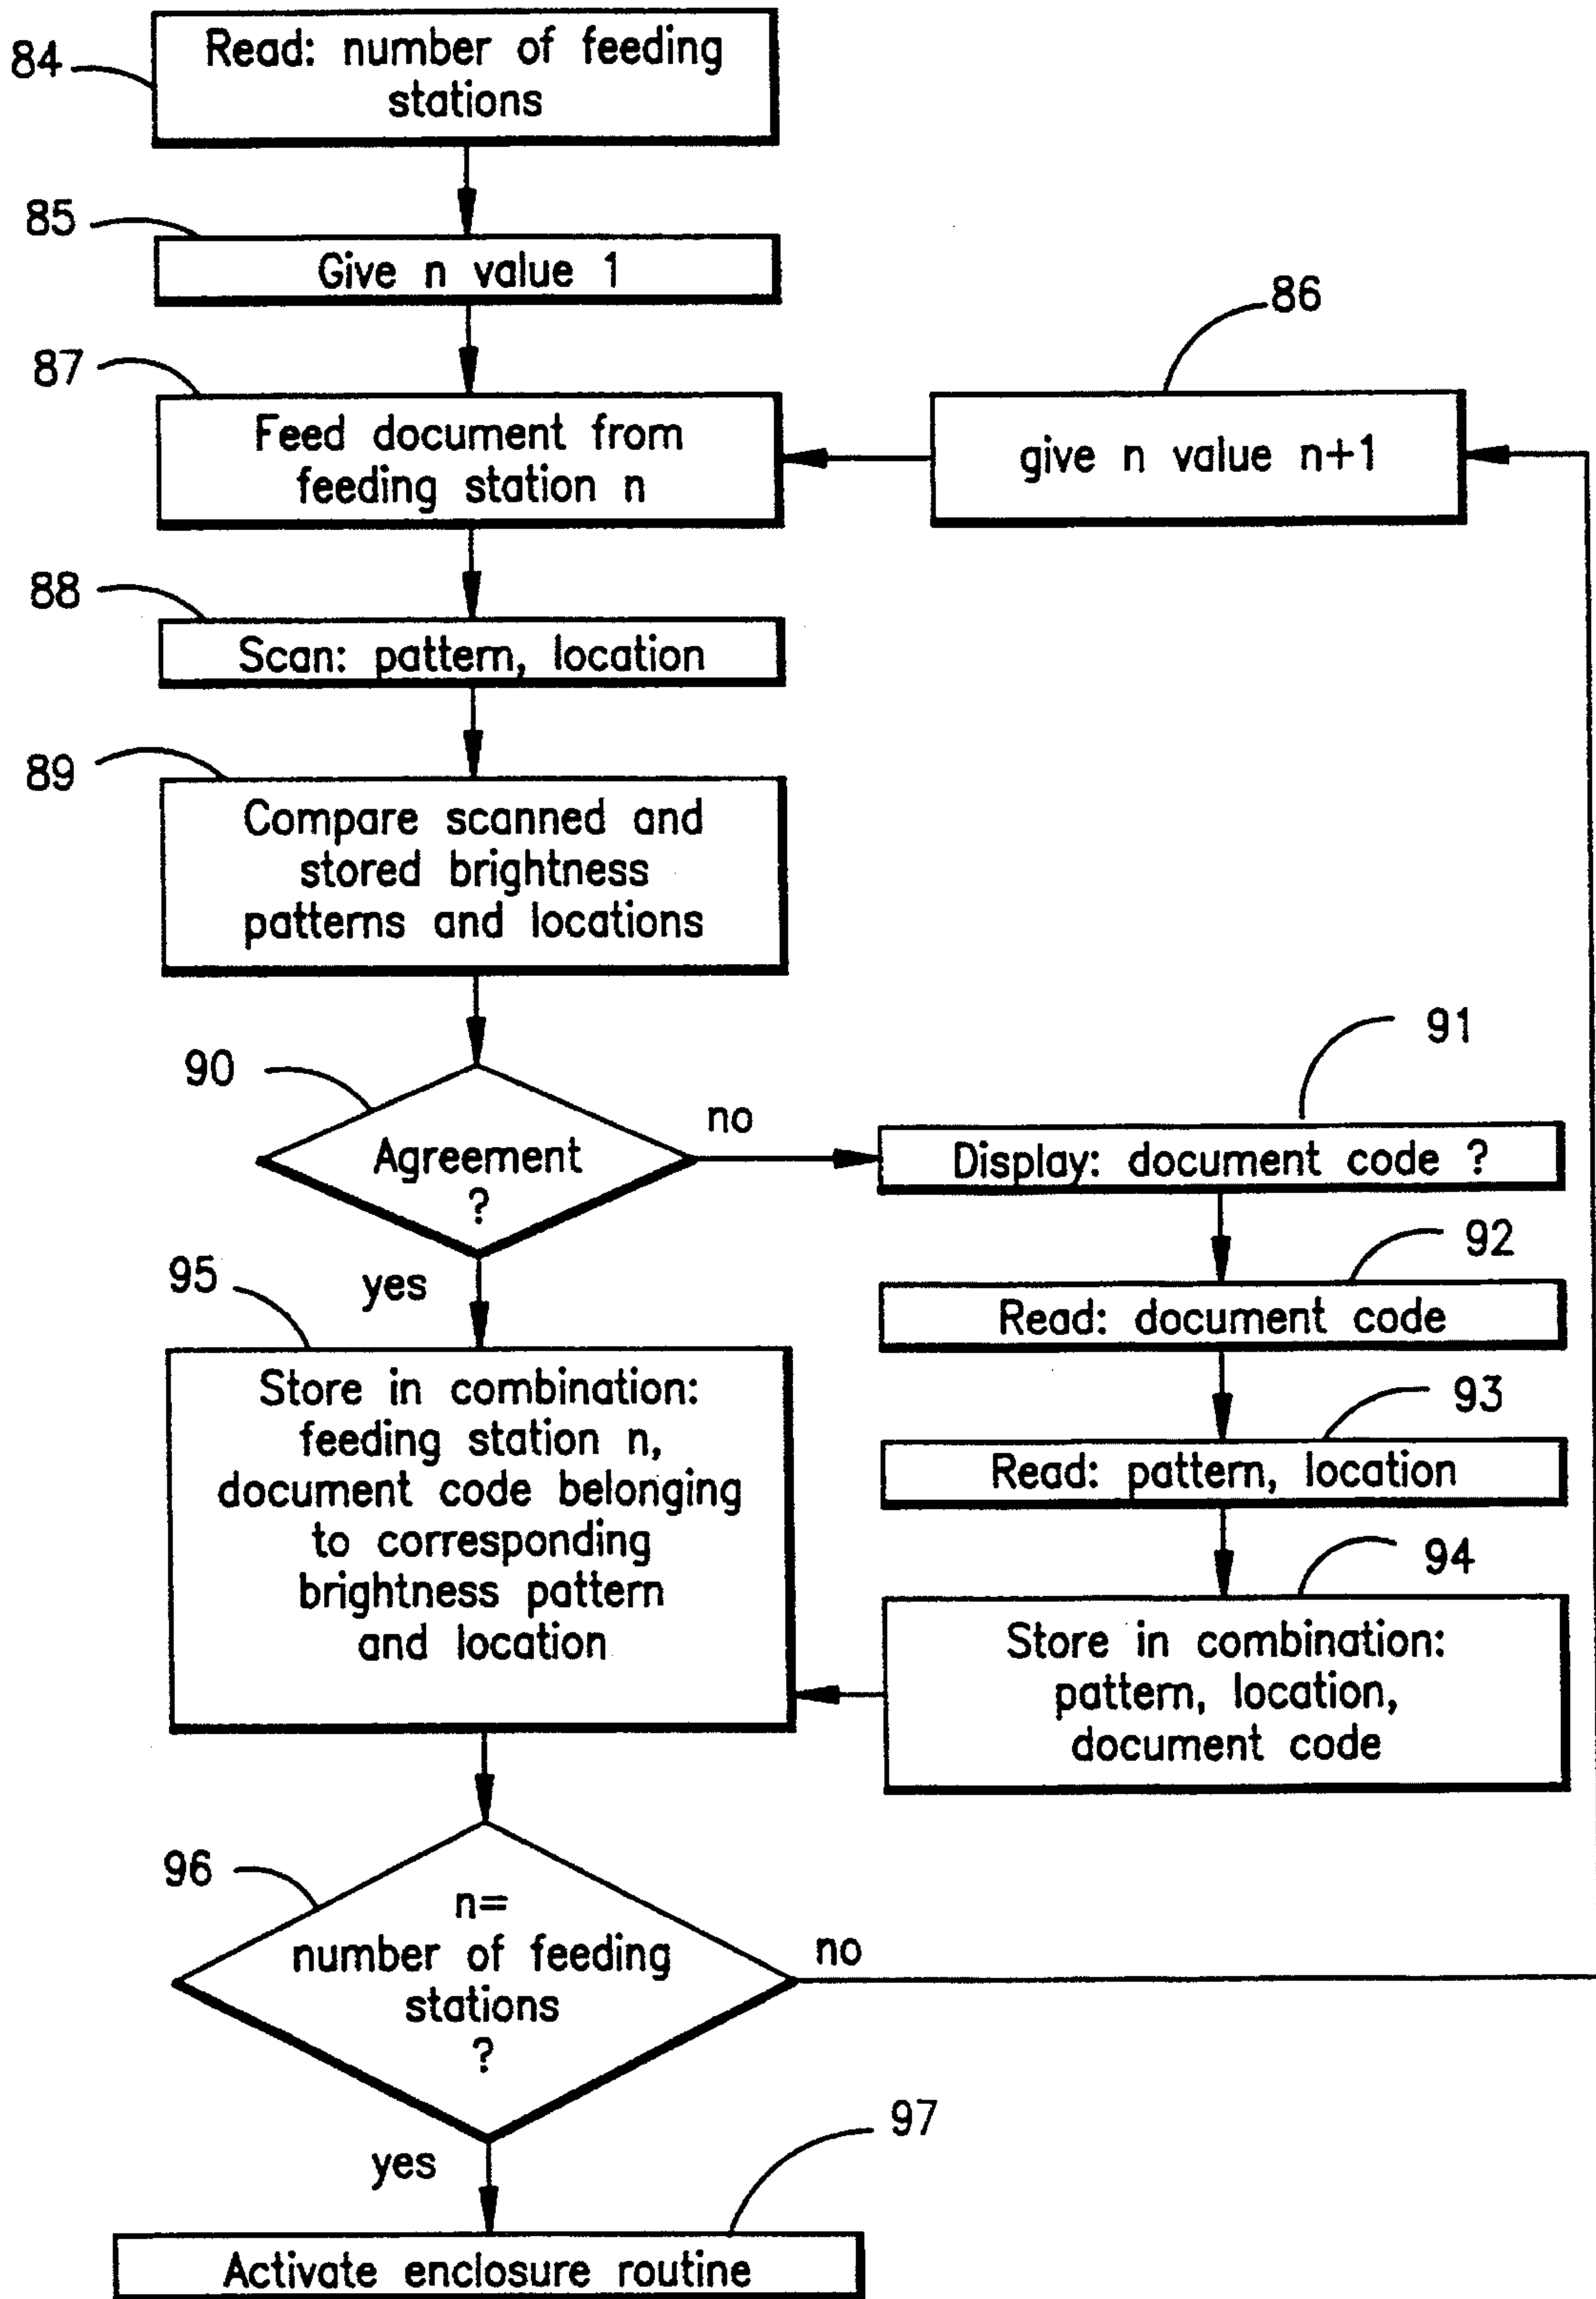 84
Read: number of feeding
stations
85
Give n value 1
86
87
Feed document from
feeding station n
give n value n+1
88
Scan: pattern, location
89
Compare scanned and
stored brightness
patterns and locations
90
Agreement
?
no
91
Display: document code ?
92
Read: document code
93
Read: pattern, location
94
Store in combination:
pattern, location,
document code
yes
95
Store in combination:
feeding station n,
document code belonging
to corresponding
brightness pattern
and location
96
n=
number of feeding
stations
?
no
yes
97
Activate enclosure routine